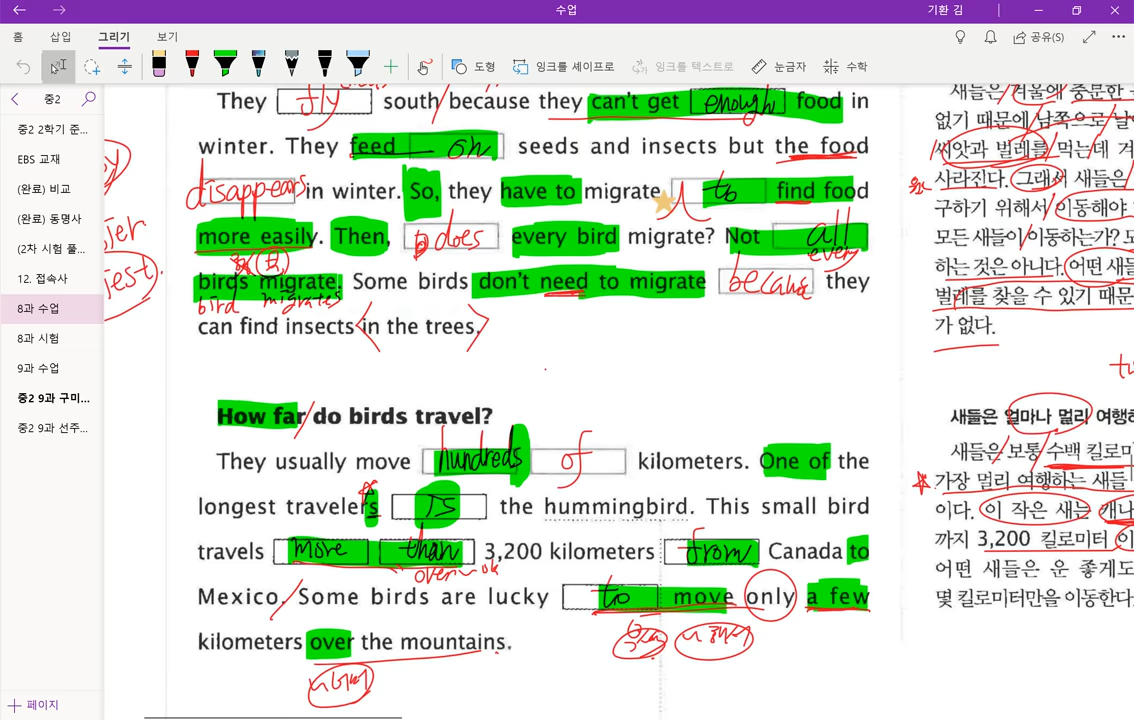 수업
기환 김
홈 삽입 그리기 보기
도형 잉크를 셰이프로 잉크를 텍스트로 눈금자 수학
공유(S)
중2
중2 2학기 준...
EBS 교재
(완료) 비교
(완료) 동명사
(2차 시험 풀...
12. 접속사
8과 수업
8과 시험
9과 수업
중2 9과 구미...
중2 9과 선주...
페이지
They fly south because they can't get enough food in
winter. They feed on seeds and insects but the food
disappears in winter. So, they have to migrate to find food
more easily. Then, does every bird migrate? Not all
every
birds migrate. Some birds don't need to migrate because they
bird migrates
can find insects in the trees.
How far do birds travel?
They usually move hundreds of kilometers. One of the
longest travelers is the hummingbird. This small bird
travels more than 3,200 kilometers from Canada to
over ok
Mexico. Some birds are lucky to move only a few
kilometers over the mountains.
새들은 겨울에 충분한
없기 때문에 남쪽으로 날
씨앗과 벌레를 먹는데 겨
사라진다. 그래서 새들은
구하기 위해서 이동해야
모든 새들이 이동하는가? 모
하는 것은 아니다. 어떤 새들
벌레를 찾을 수 있기 때문
가 없다.
새들은 얼마나 멀리 여행하
새들은 보통 수백 킬로미
가장 멀리 여행하는 새들
이다. 이 작은 새는 캐나
까지 3,200 킬로미터 이
어떤 새들은 운 좋게도
몇 킬로미터만을 이동한다.